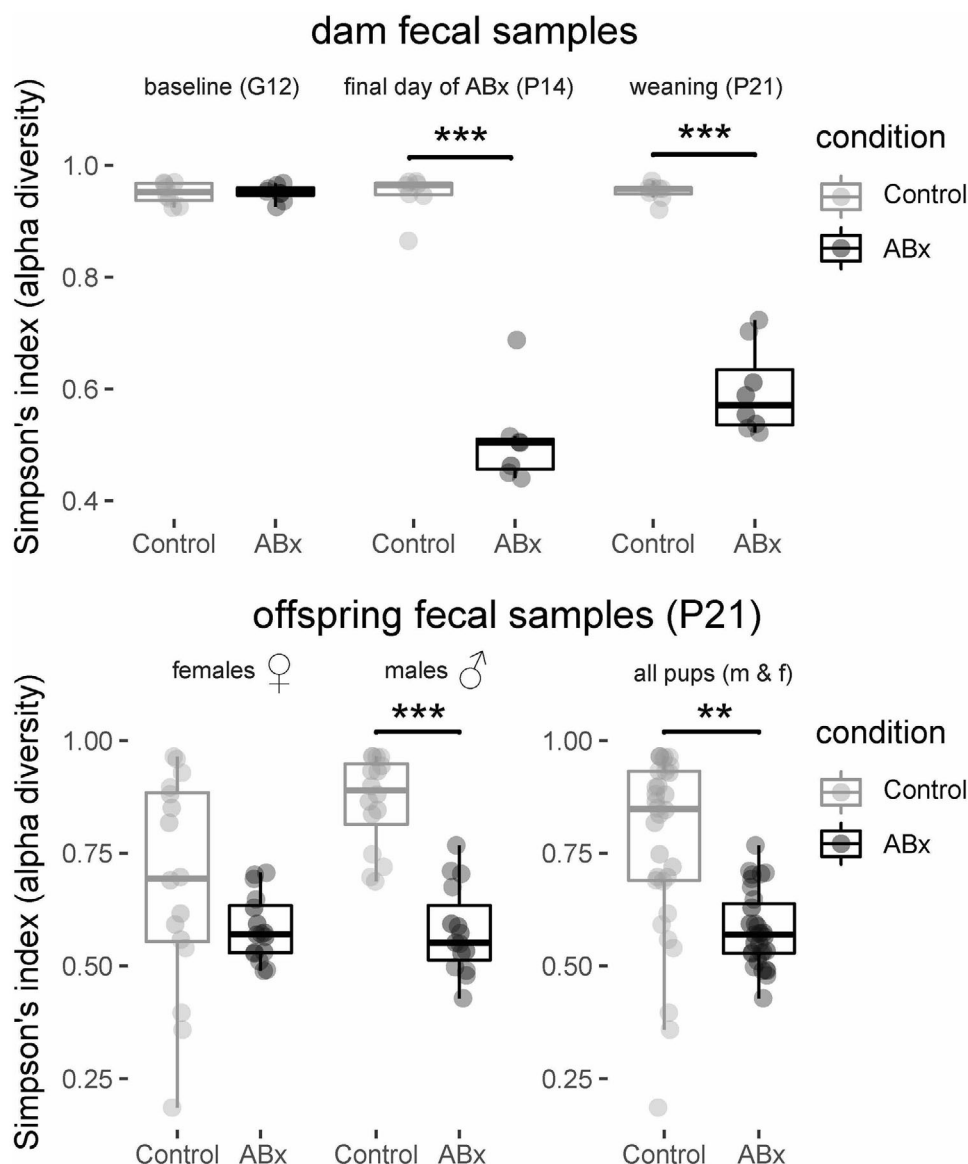 dam fecal samples
baseline (G12) final day of ABx (P14) weaning (P21)
*** ***
condition
Control
ABx
Simpson's index (alpha diversity)
1.0
0.8
0.6
0.4
Control ABx Control ABx Control ABx
offspring fecal samples (P21)
females ♀ males ♂ all pups (m & f)
*** **
condition
Control
ABx
Simpson's index (alpha diversity)
1.00 1.00
0.75 0.75
0.50 0.50
0.25 0.25
Control ABx Control ABx Control ABx